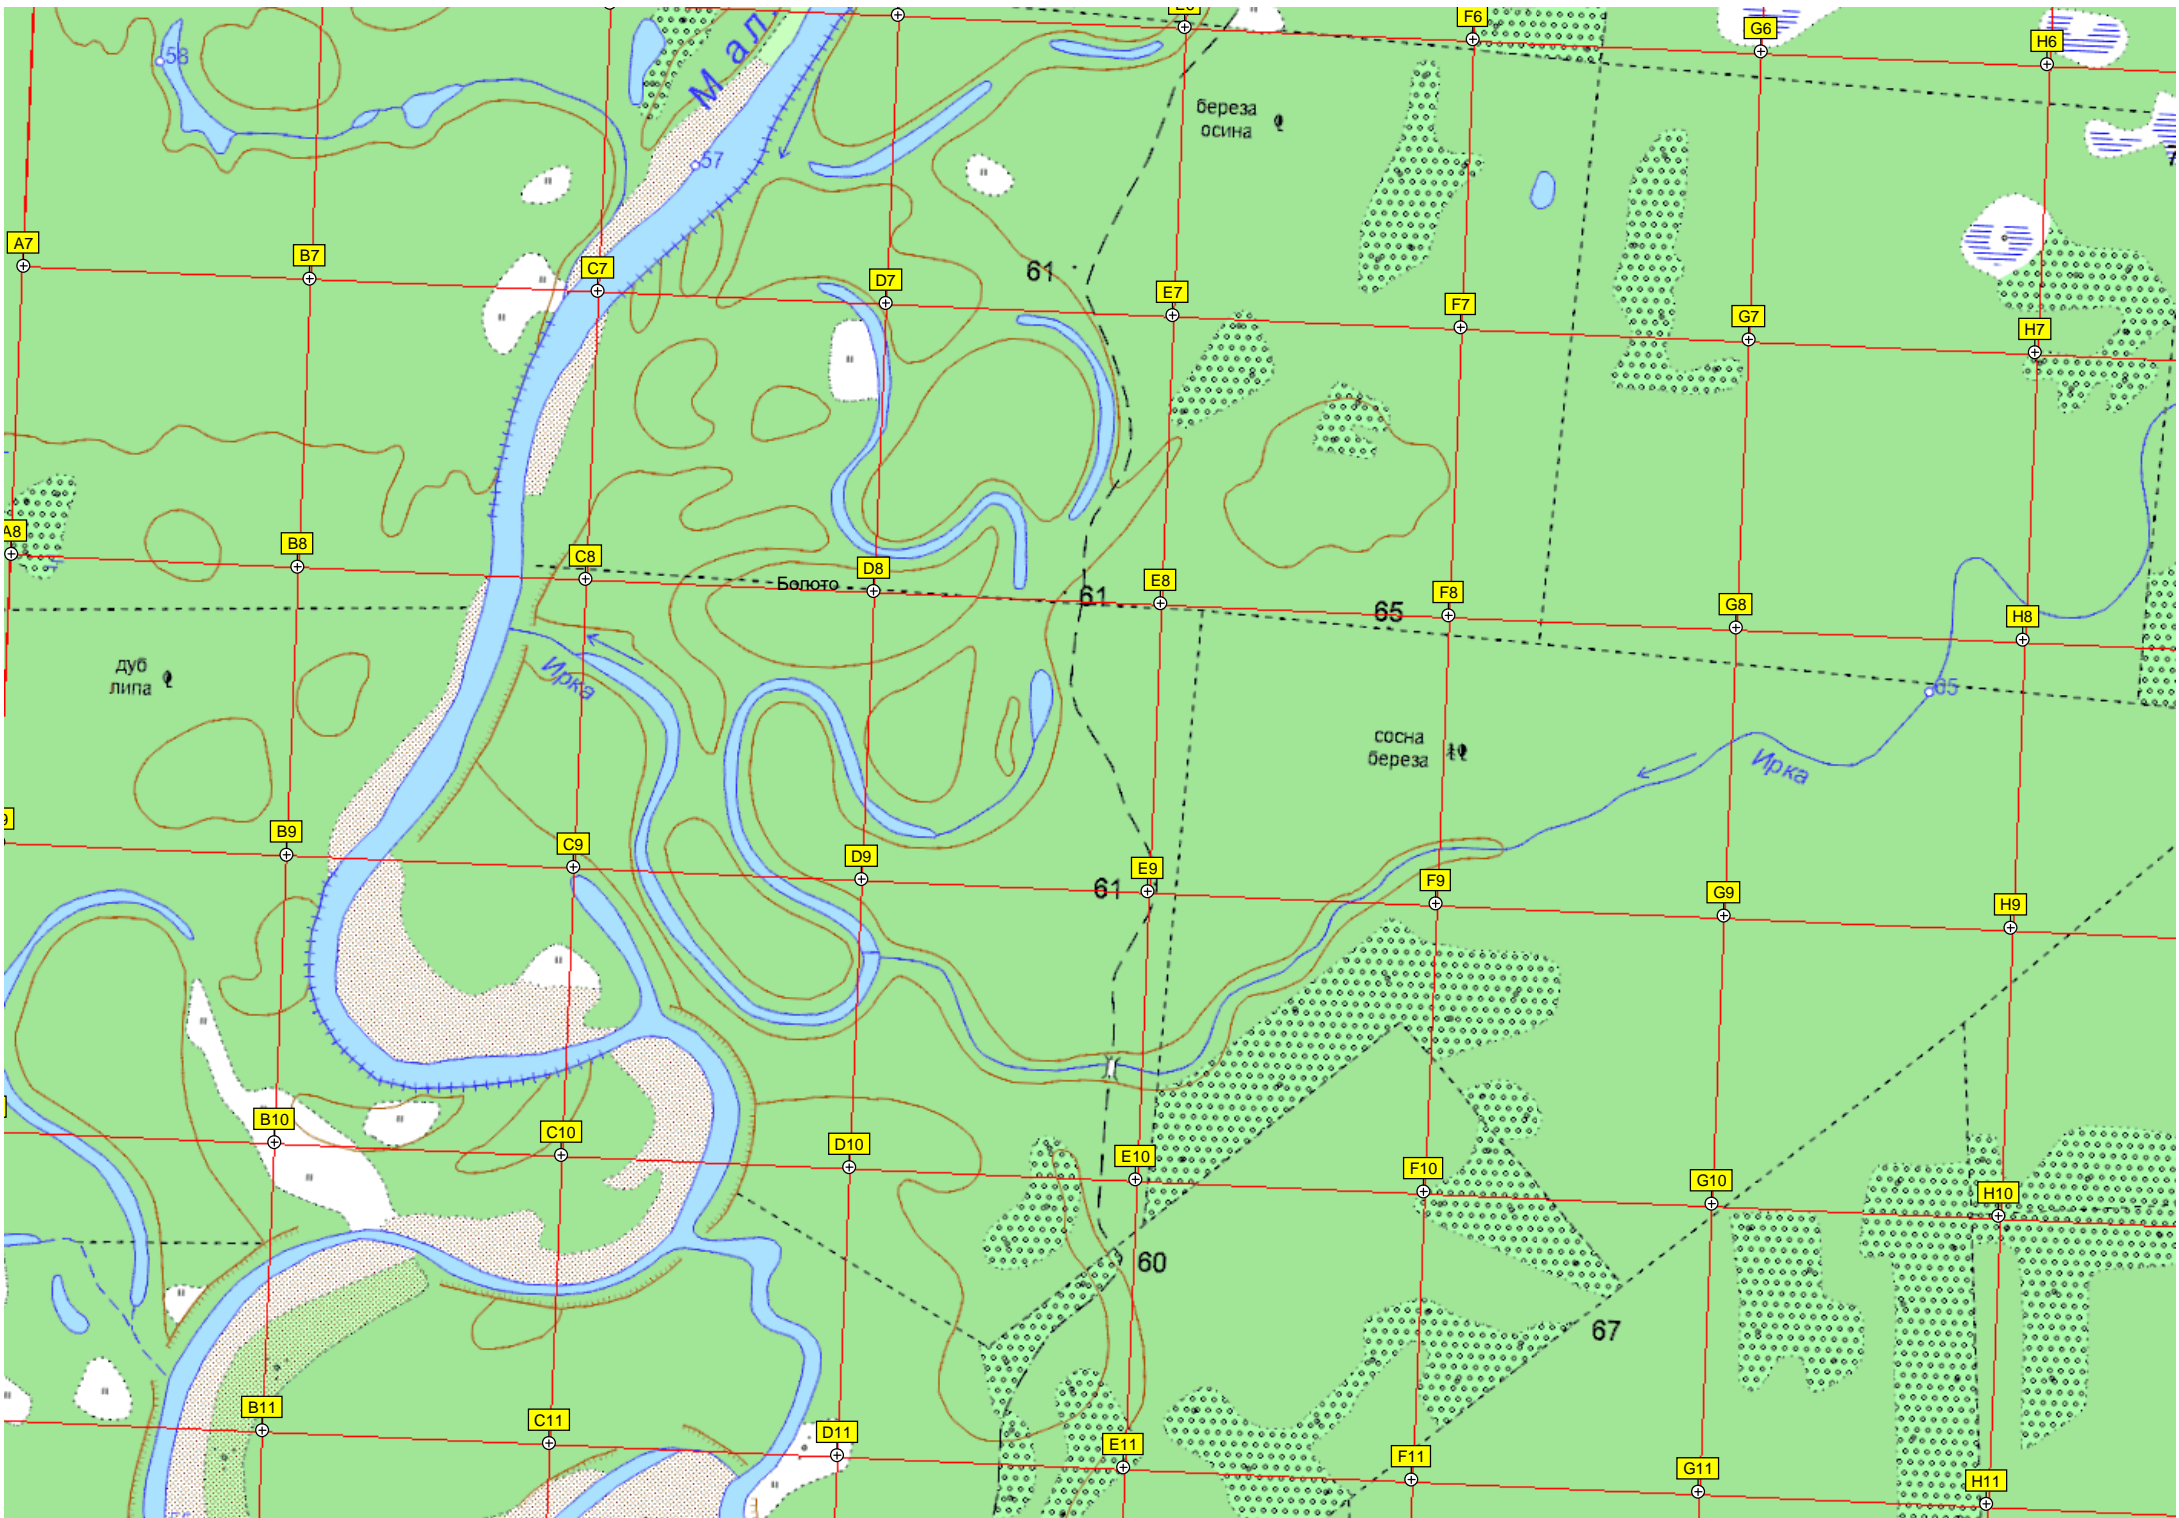 F6
G6
H6
58
Мал.
57
береза
осина
61
A7
B7
C7
D7
E7
F7
G7
H7
A8
B8
C8
Болото
D8
61
E8
65
F8
G8
H8
дуб
липа
Ирка
65
сосна
береза
Ирка
B9
C9
D9
61
E9
F9
G9
H9
B10
C10
D10
E10
F10
G10
H10
60
67
B11
C11
D11
E11
F11
G11
H11